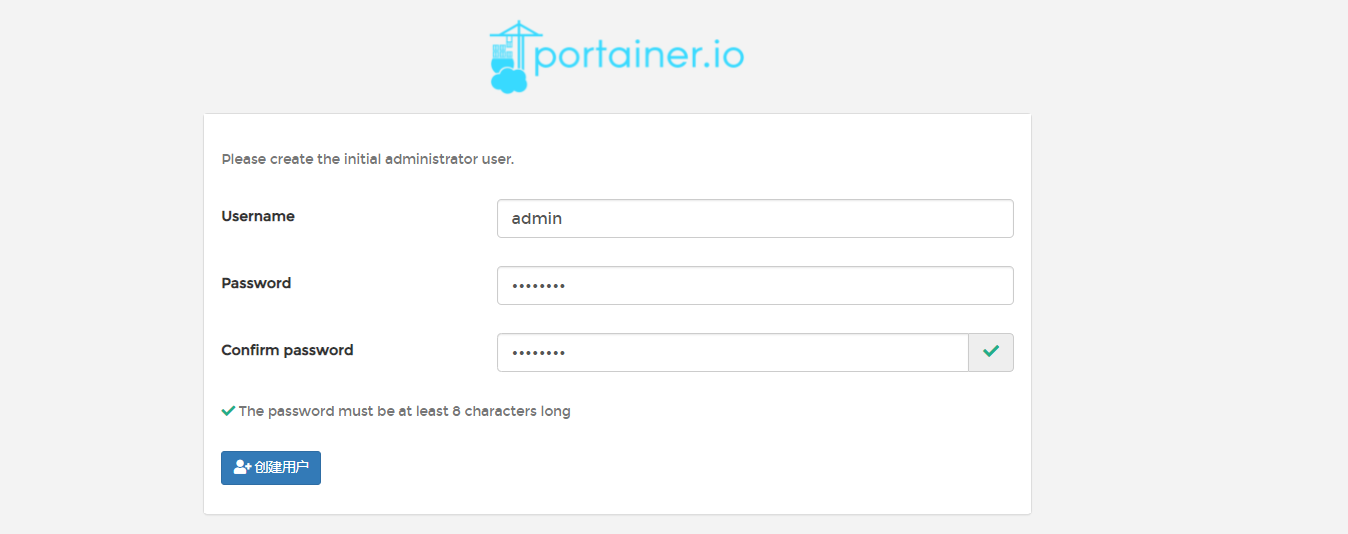 portainer.io
Please create the initial administrator user.
Username
admin
Password
••••••••
Confirm password
••••••••
The password must be at least 8 characters long
创建用户